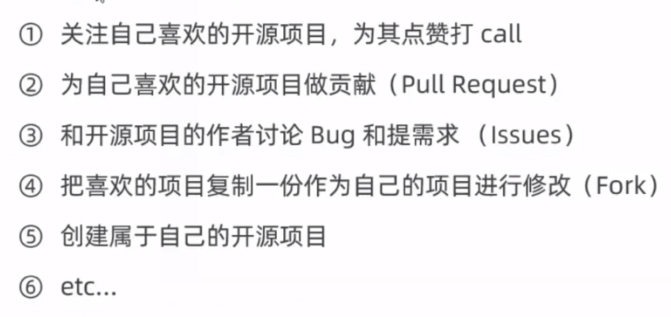 ① 关注自己喜欢的开源项目，为其点赞打 call
② 为自己喜欢的开源项目做贡献（Pull Request）
③ 和开源项目的作者讨论 Bug 和提需求 （Issues）
④ 把喜欢的项目复制一份作为自己的项目进行修改（Fork）
⑤ 创建属于自己的开源项目
⑥ etc...